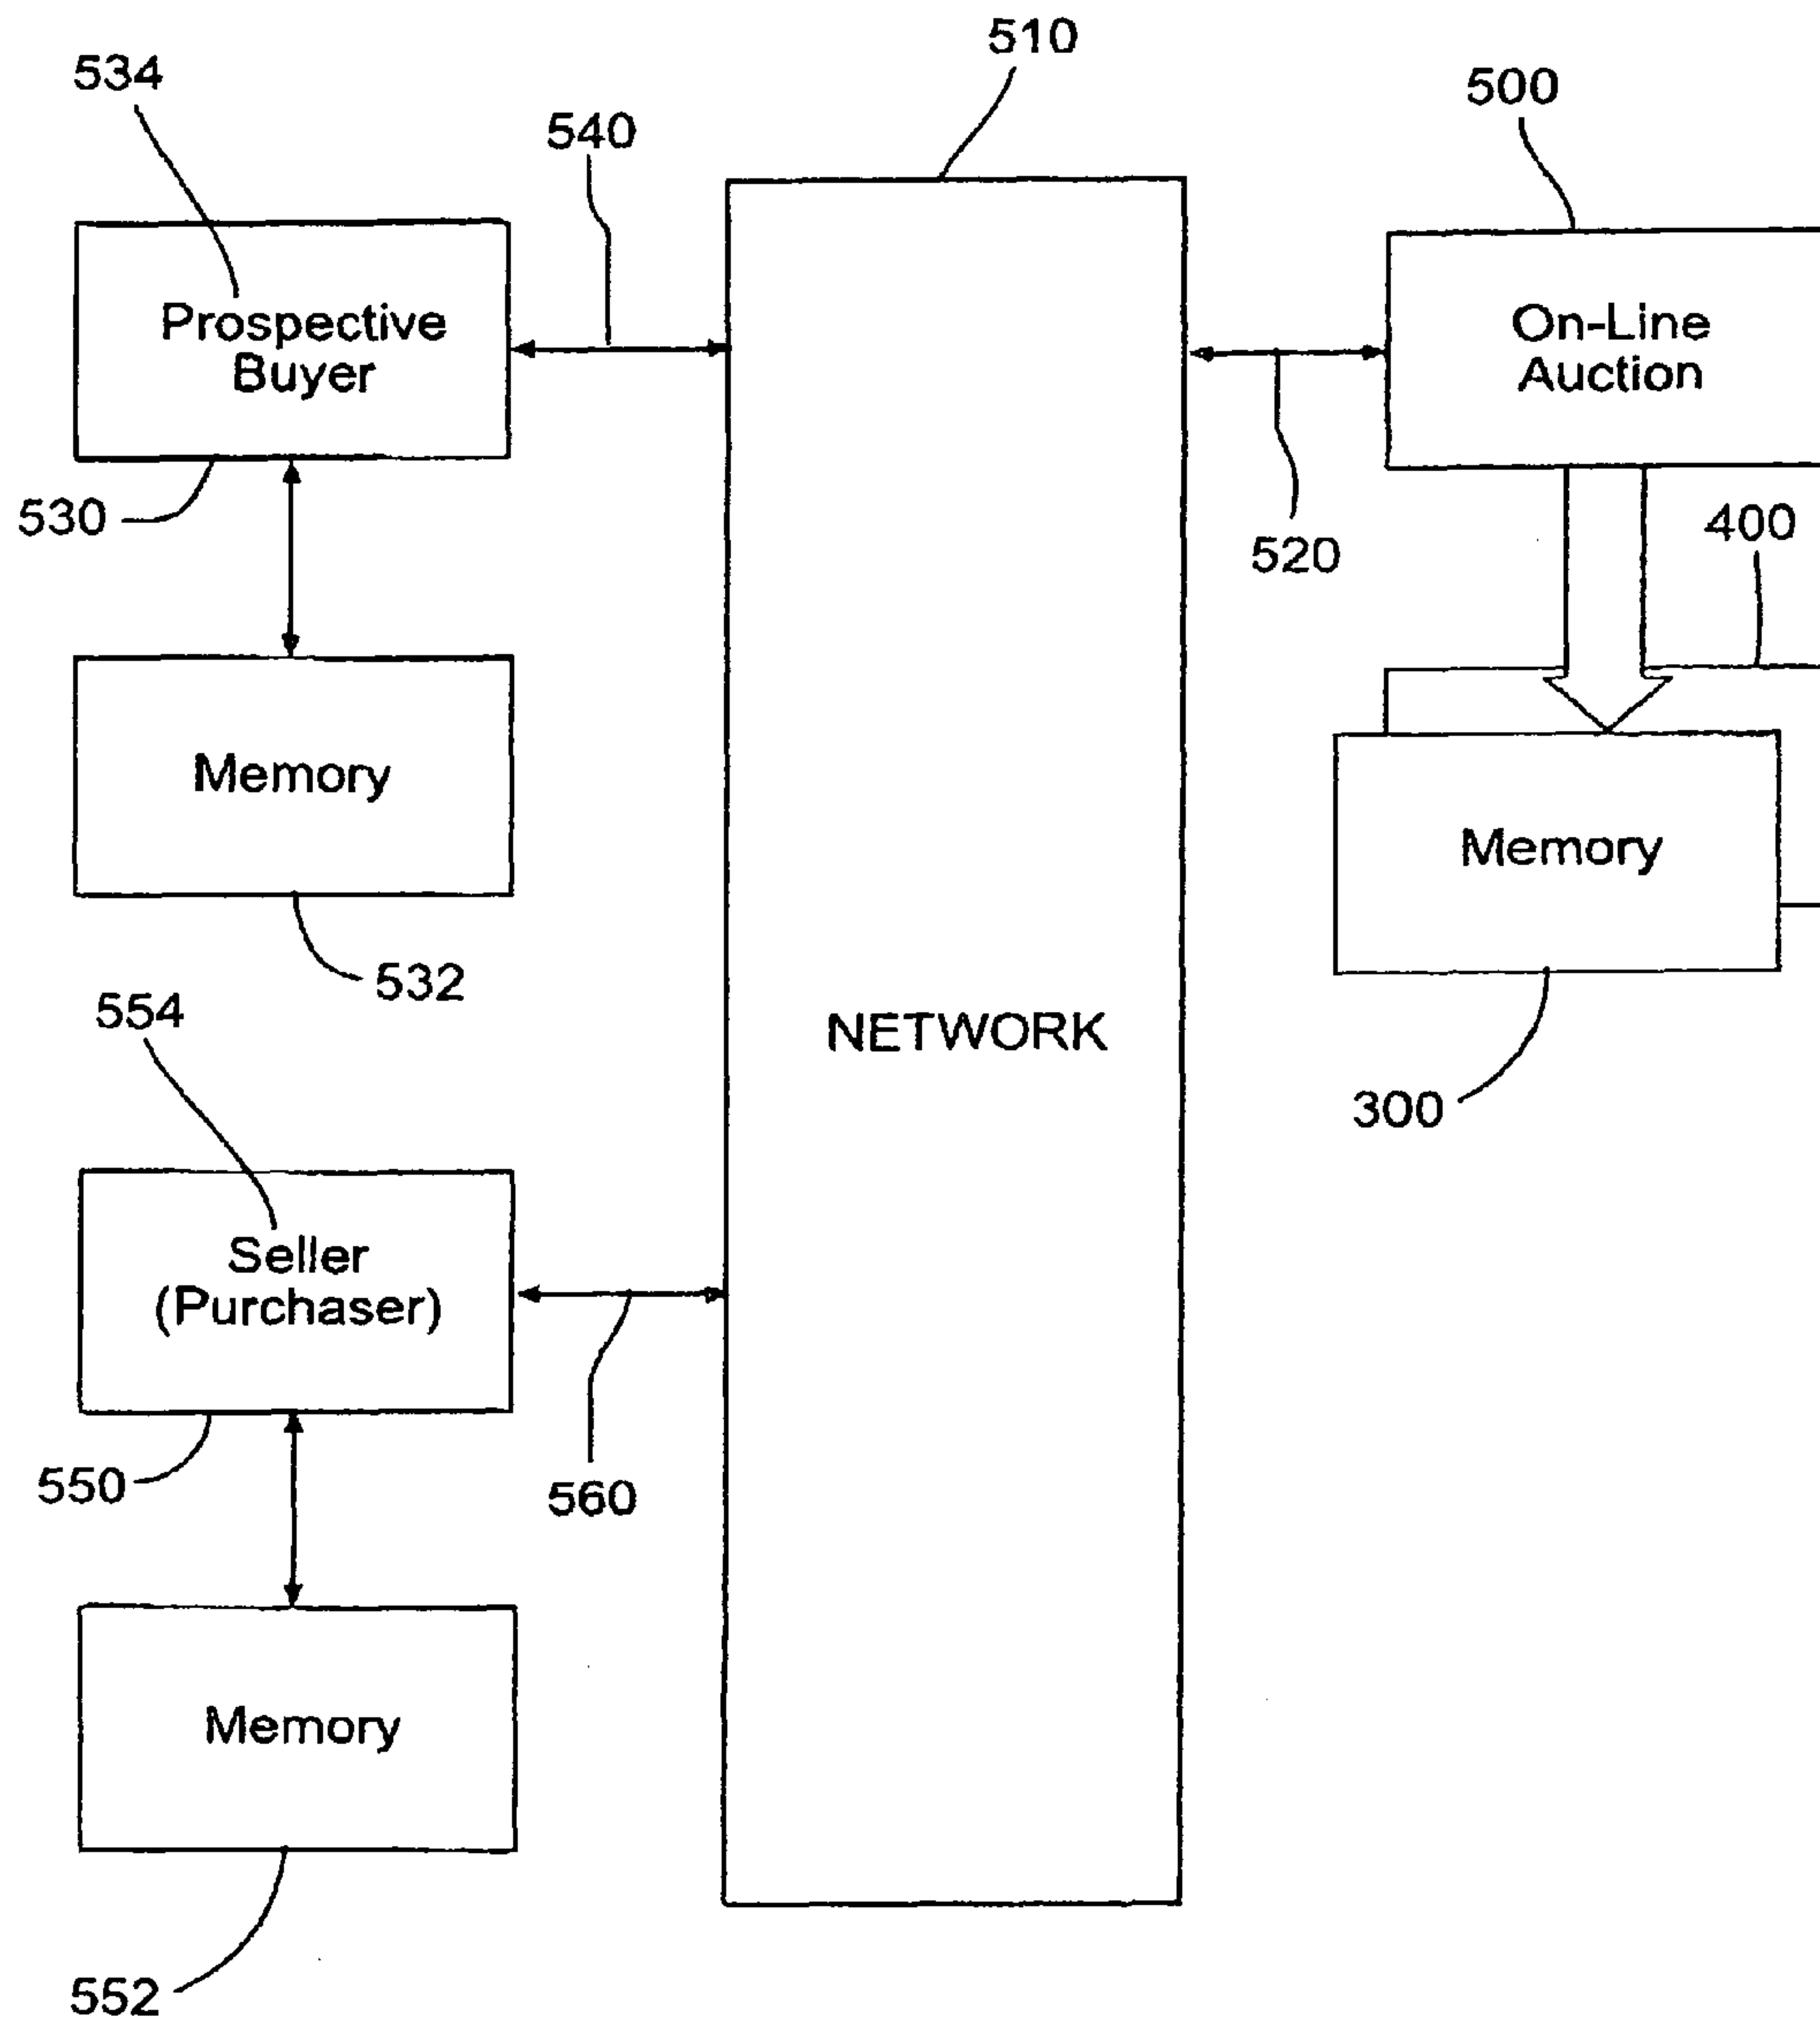 510
534
500
540
Prospective
Buyer
On-Line
Auction
530
520
400
Memory
Memory
532
554
NETWORK
300
Seller
(Purchaser)
550
560
Memory
552